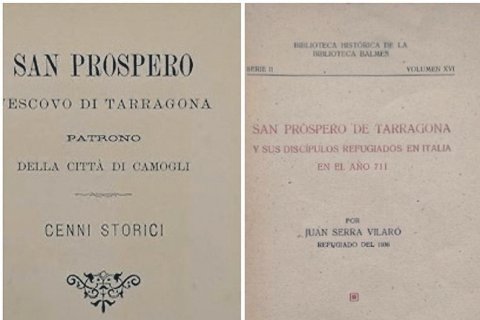 SAN PROSPERO
VESCOVO DI TARRAGONA
PATRONO
DELLA CITTÀ DI CAMOGLI
CENNI STORICI
BIBLIOTECA HISTÓRICA DE LA
BIBLIOTECA BALMES
SERIE II VOLUMEN XVI
SAN PRÓSPERO DE TARRAGONA
Y SUS DISCÍPULOS REFUGIADOS EN ITALIA
EN EL AÑO 711
POR
JUAN SERRA VILARÓ
REFUGIADO DEL 1936